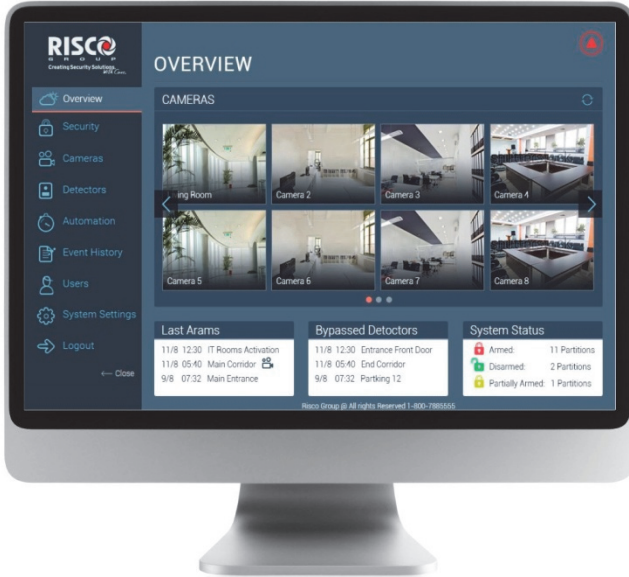 RISCO
GROUP
Creating Security Solutions
OVERVIEW
Overview
Security
Cameras
Detectors
Automation
Event History
Users
System Settings
Logout
← Close
CAMERAS
ing Room
Camera 2
Camera 3
Camera 4
Camera 5
Camera 6
Camera 7
Camera 8
Last Arams
11/8 12:30 IT Rooms Activation
11/8 05:40 Main Corridor
9/8 07:32 Main Entrance
Bypassed Detoctors
11/8 12:30 Entrance Front Door
11/8 05:40 End Corridor
9/8 07:32 Partking 12
System Status
Armed: 11 Partitions
Disarmed: 2 Partitions
Partially Armed: 1 Partitions
Risco Group @ All rights Reserved 1-800-7885555